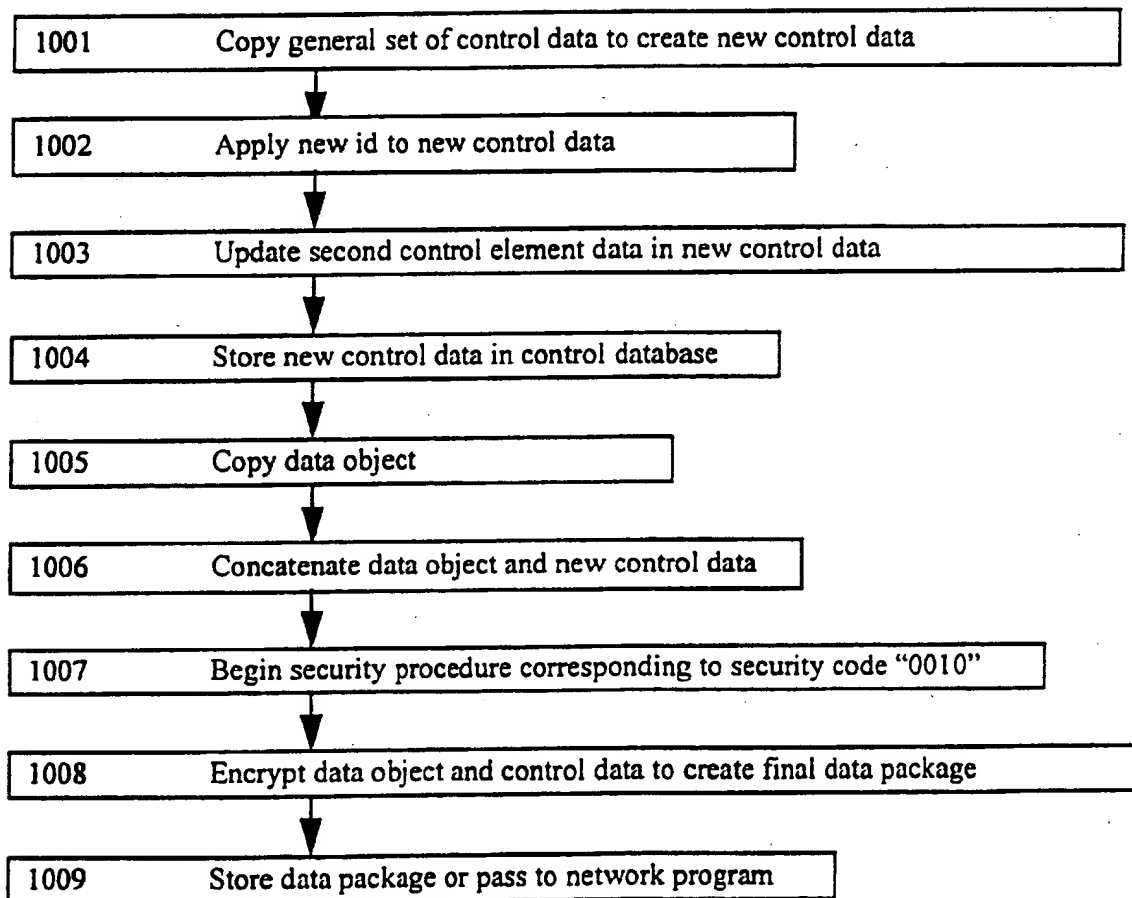 1001 Copy general set of control data to create new control data
1002 Apply new id to new control data
1003 Update second control element data in new control data
1004 Store new control data in control database
1005 Copy data object
1006 Concatenate data object and new control data
1007 Begin security procedure corresponding to security code “0010”
1008 Encrypt data object and control data to create final data package
1009 Store data package or pass to network program